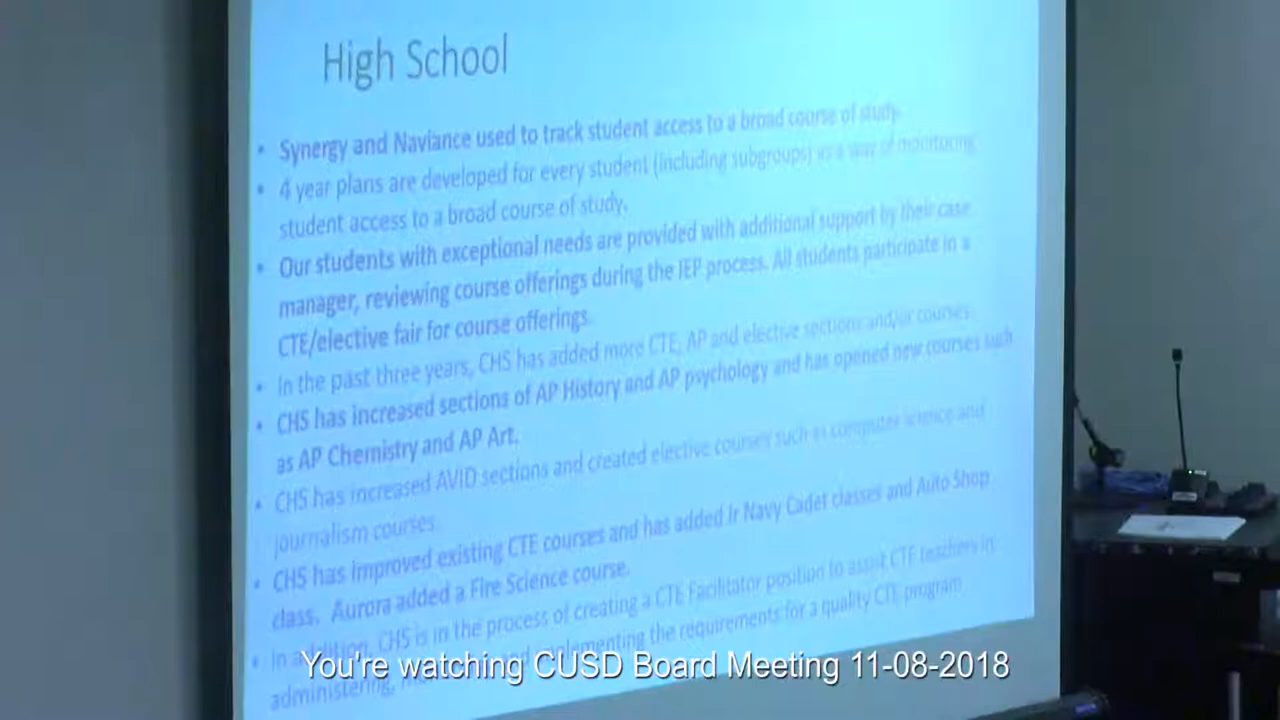 High School
• Synergy and Naviance used to track student access to a broad course of study.
• 4 year plans are developed for every student (including subgroups) as a way of monitoring
student access to a broad course of study.
• Our students with exceptional needs are provided with additional support by their case
manager, reviewing course offerings during the IEP process. All students participate in a
CTE/elective fair for course offerings.
• In the past three years, CHS has added more CTE, AP and elective sections and/or courses.
• CHS has increased sections of AP History and AP psychology and has opened new courses such
as AP Chemistry and AP Art.
• CHS has increased AVID sections and created elective courses such as computer science and
journalism courses.
• CHS has improved existing CTE courses and has added Jr Navy Cadet classes and Auto Shop
class. Aurora added a Fire Science course.
• In addition, CHS is in the process of creating a CTE Facilitator position to assist CTE teachers in
administering, and implementing the requirements for a quality CTE program
You're watching CUSD Board Meeting 11-08-2018